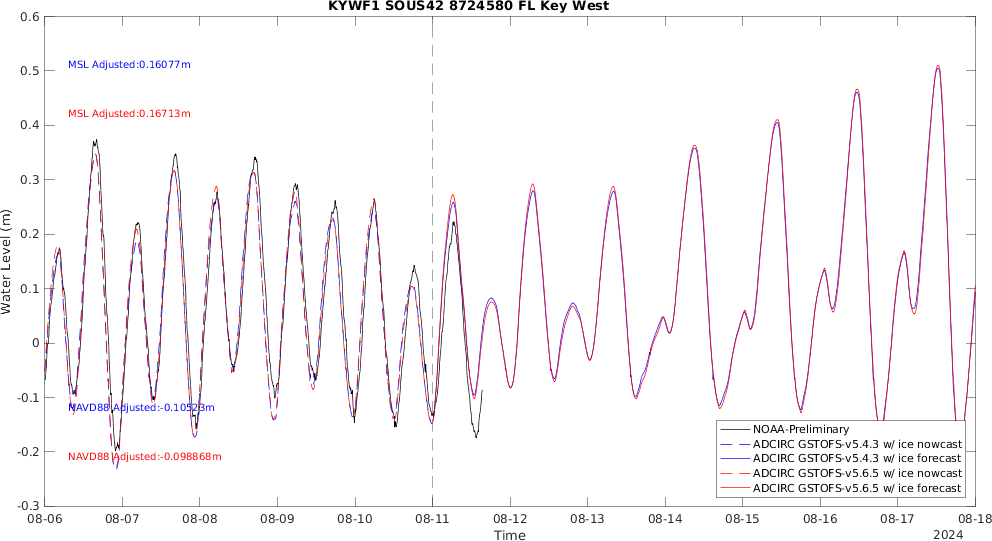 KYWF1 SOUS42 8724580 FL Key West
Water Level (m)
0.6
0.5
0.4
0.3
0.2
0.1
0
-0.1
-0.2
-0.3
MSL Adjusted:0.16077m
MSL Adjusted:0.16713m
NAVD88 Adjusted:-0.10523m
NAVD88 Adjusted:-0.098868m
NOAA-Preliminary
ADCIRC GSTOFS-v5.4.3 w/ ice nowcast
ADCIRC GSTOFS-v5.4.3 w/ ice forecast
ADCIRC GSTOFS-v5.6.5 w/ ice nowcast
ADCIRC GSTOFS-v5.6.5 w/ ice forecast
08-06 08-07 08-08 08-09 08-10 08-11 08-12 08-13 08-14 08-15 08-16 08-17 08-18
Time
2024